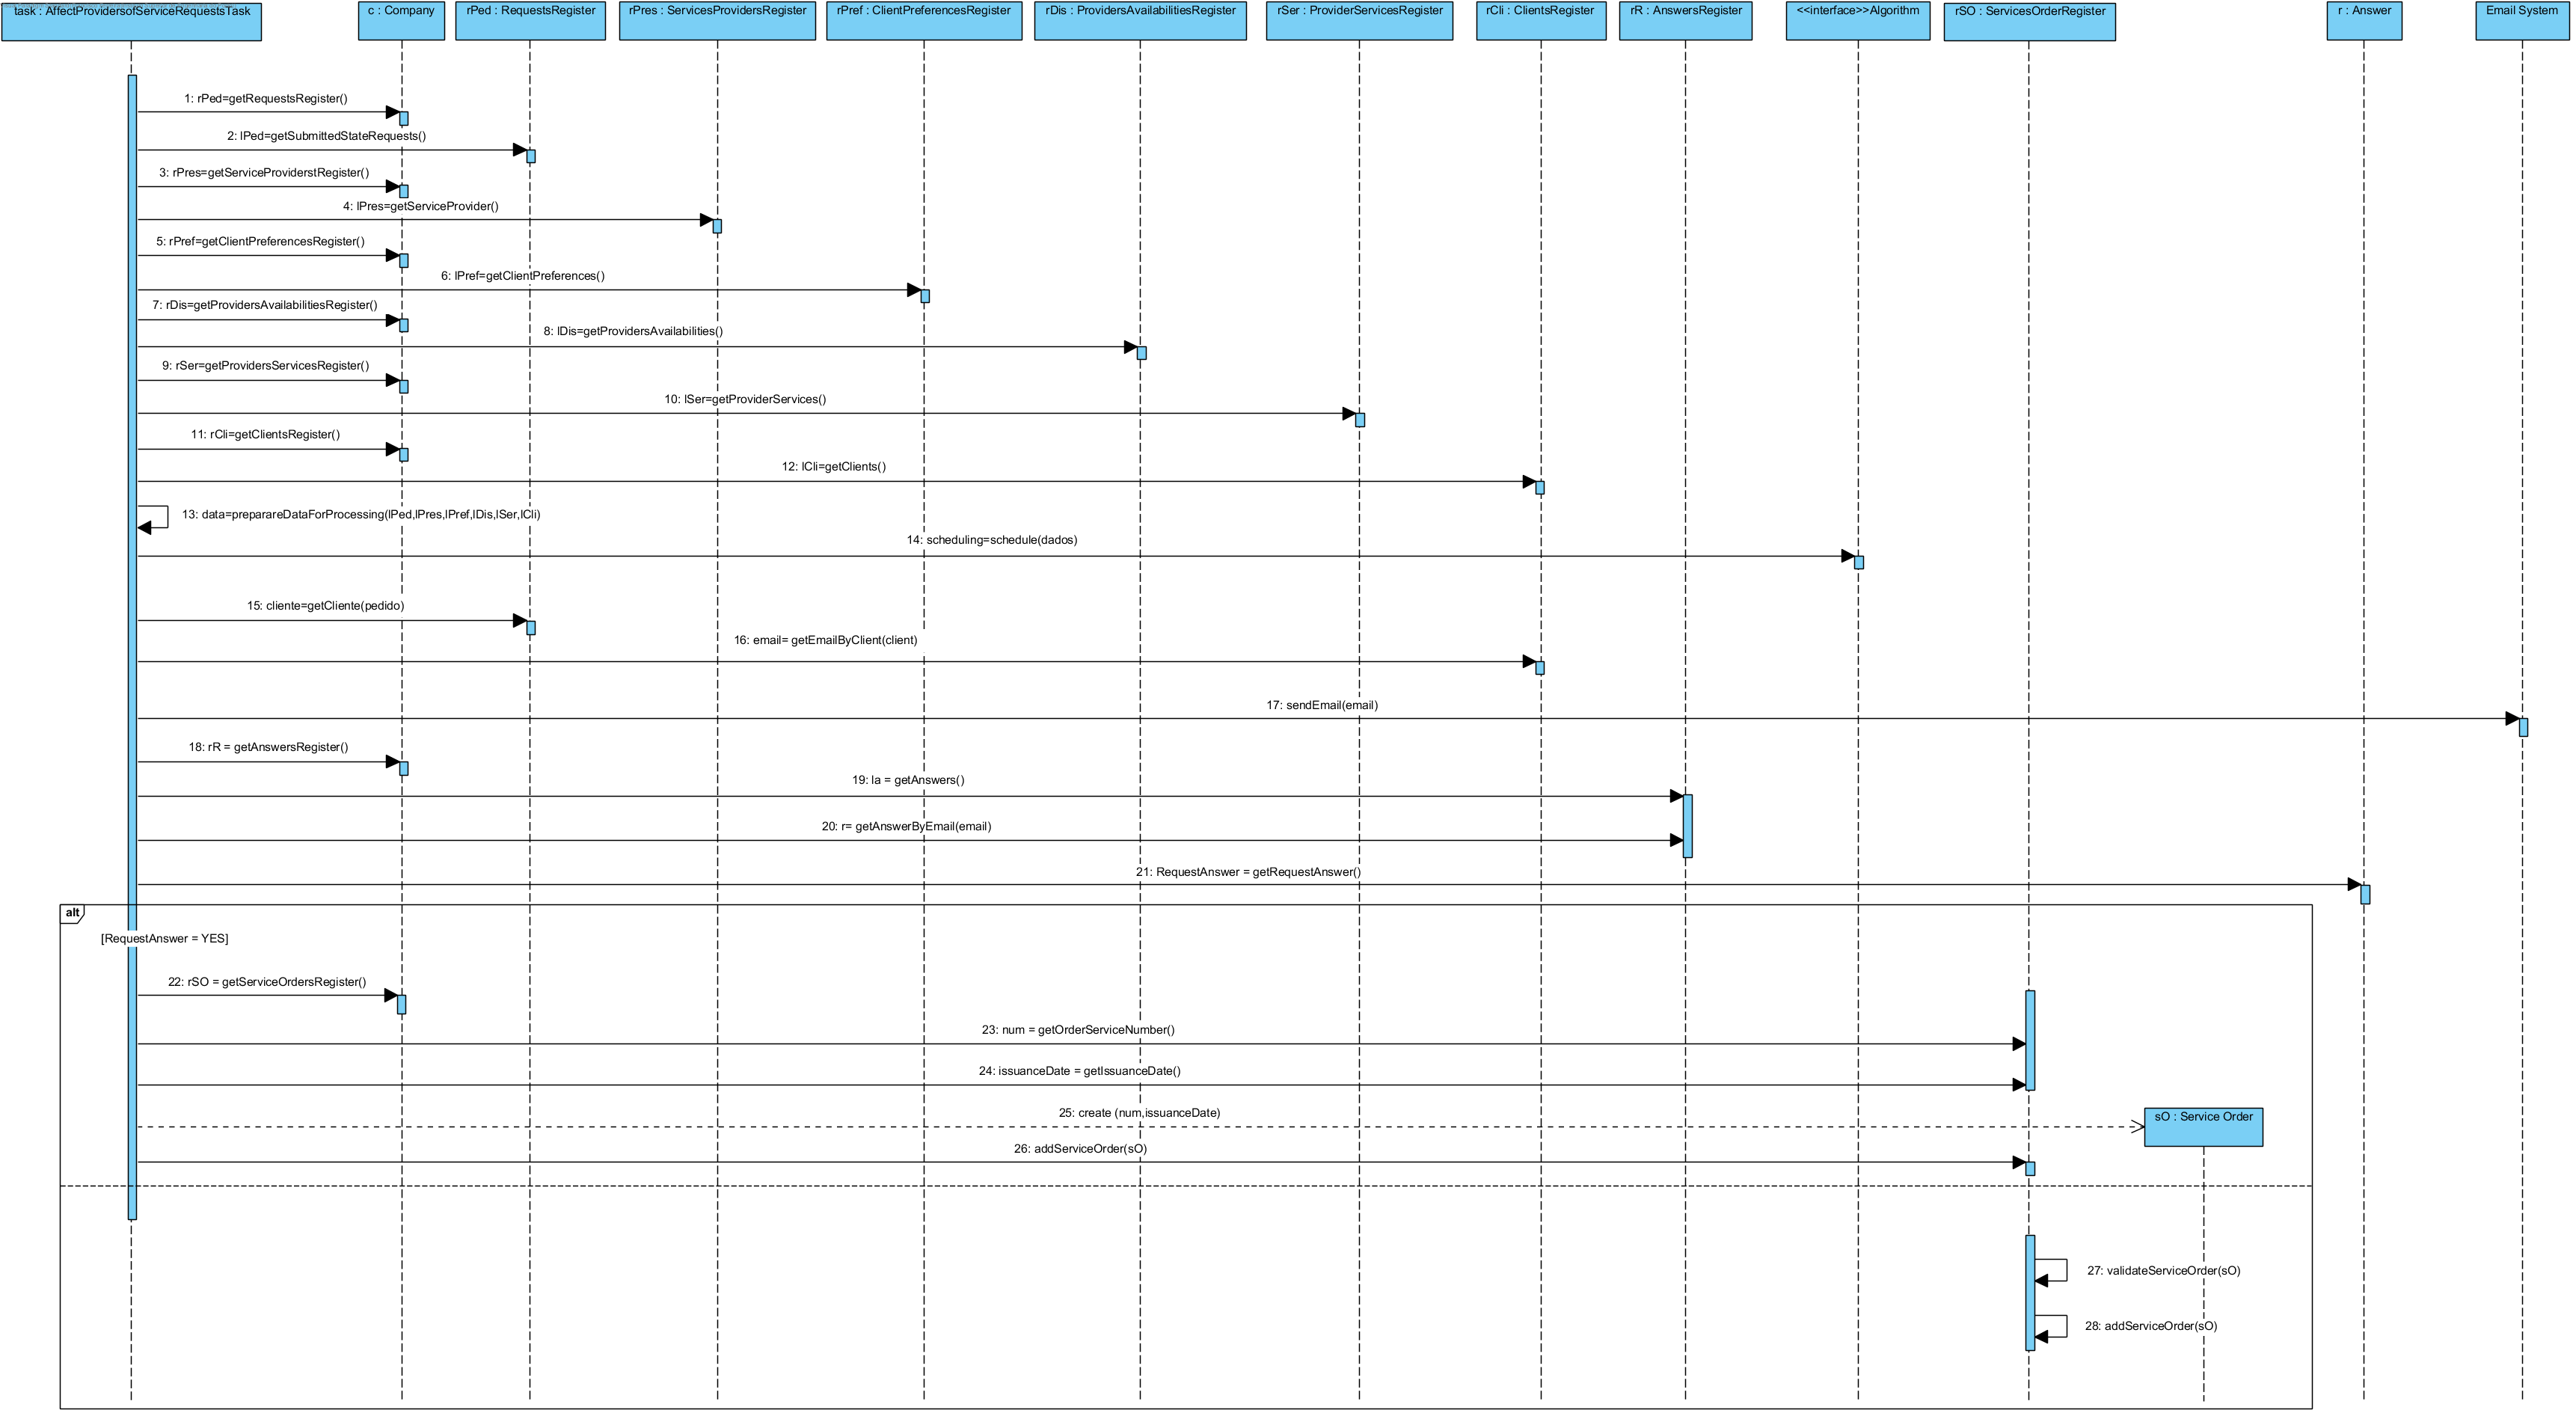 task : AffectProvidersofServiceRequestsTask
c : Company
rPed : RequestsRegister
rPres : ServicesProvidersRegister
rPref : ClientPreferencesRegister
rDis : ProvidersAvailabilitiesRegister
rSer : ProviderServicesRegister
rCli : ClientsRegister
rR : AnswersRegister
<<interface>>Algorithm
rSO : ServicesOrderRegister
r : Answer
Email System
1: rPed=getRequestsRegister()
2: lPed=getSubmittedStateRequests()
3: rPres=getServiceProviderstRegister()
4: lPres=getServiceProvider()
5: rPref=getClientPreferencesRegister()
6: lPref=getClientPreferences()
7: rDis=getProvidersAvailabilitiesRegister()
8: lDis=getProvidersAvailabilities()
9: rSer=getProvidersServicesRegister()
10: lSer=getProviderServices()
11: rCli=getClientsRegister()
12: lCli=getClients()
13: data=preparareDataForProcessing(lPed,lPres,lPref,lDis,lSer,lCli)
14: scheduling=schedule(dados)
15: cliente=getCliente(pedido)
16: email= getEmailByClient(client)
17: sendEmail(email)
18: rR = getAnswersRegister()
19: la = getAnswers()
20: r= getAnswerByEmail(email)
21: RequestAnswer = getRequestAnswer()
alt
[RequestAnswer = YES]
22: rSO = getServiceOrdersRegister()
23: num = getOrderServiceNumber()
24: issuanceDate = getIssuanceDate()
25: create (num,issuanceDate)
sO : Service Order
26: addServiceOrder(sO)
27: validateServiceOrder(sO)
28: addServiceOrder(sO)